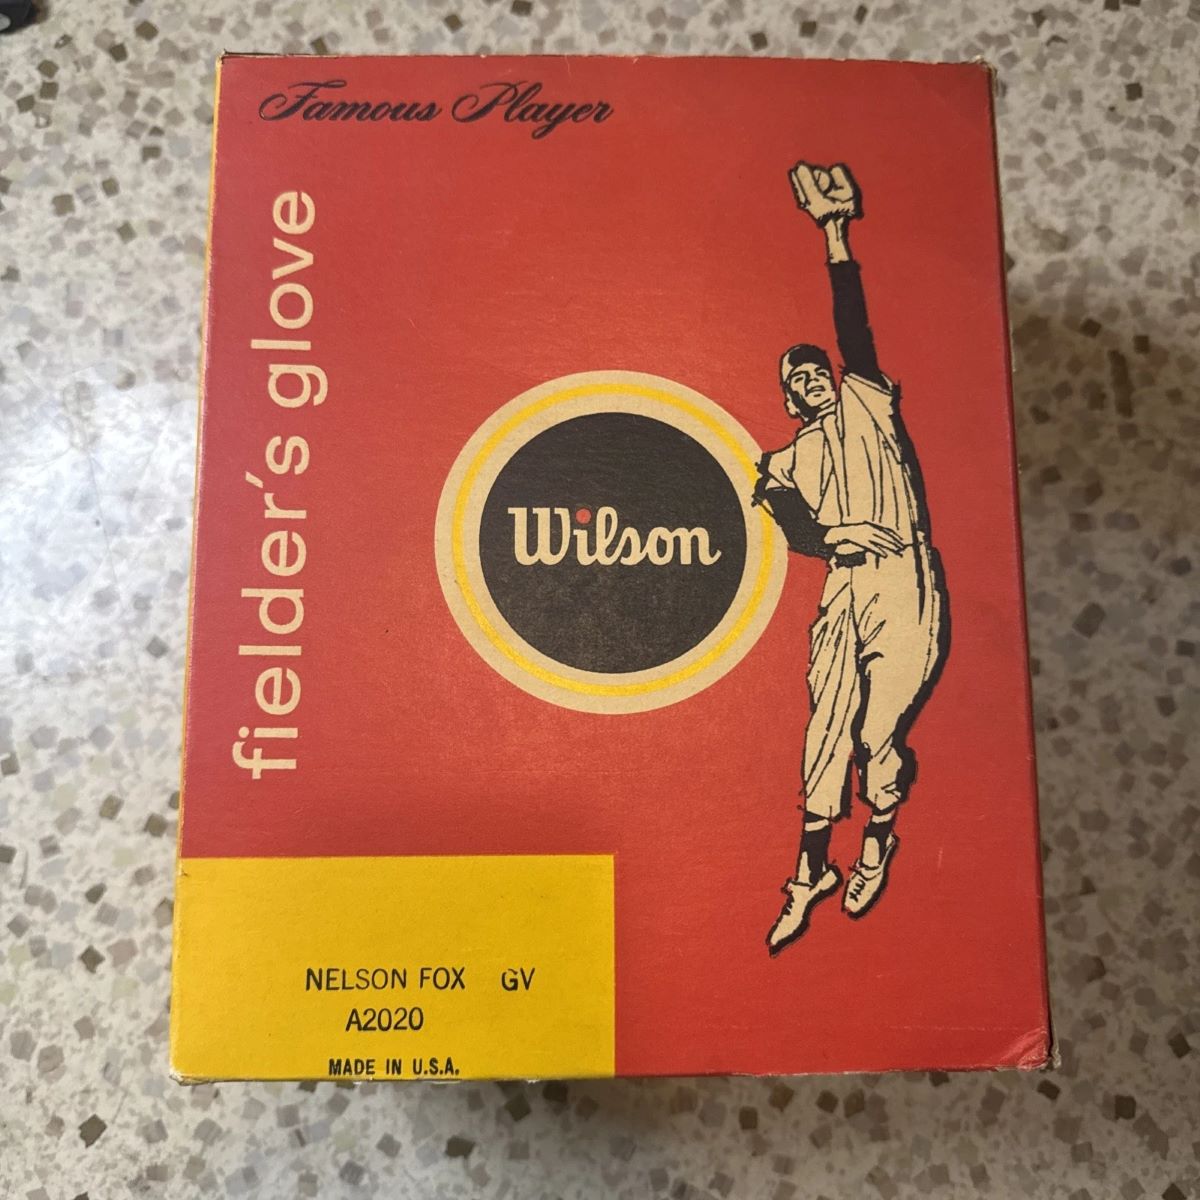 Famous Player
fielder's glove
Wilson
NELSON FOX GV
A2020
MADE IN U.S.A.